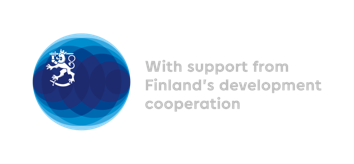 With support from
Finland's development
cooperation